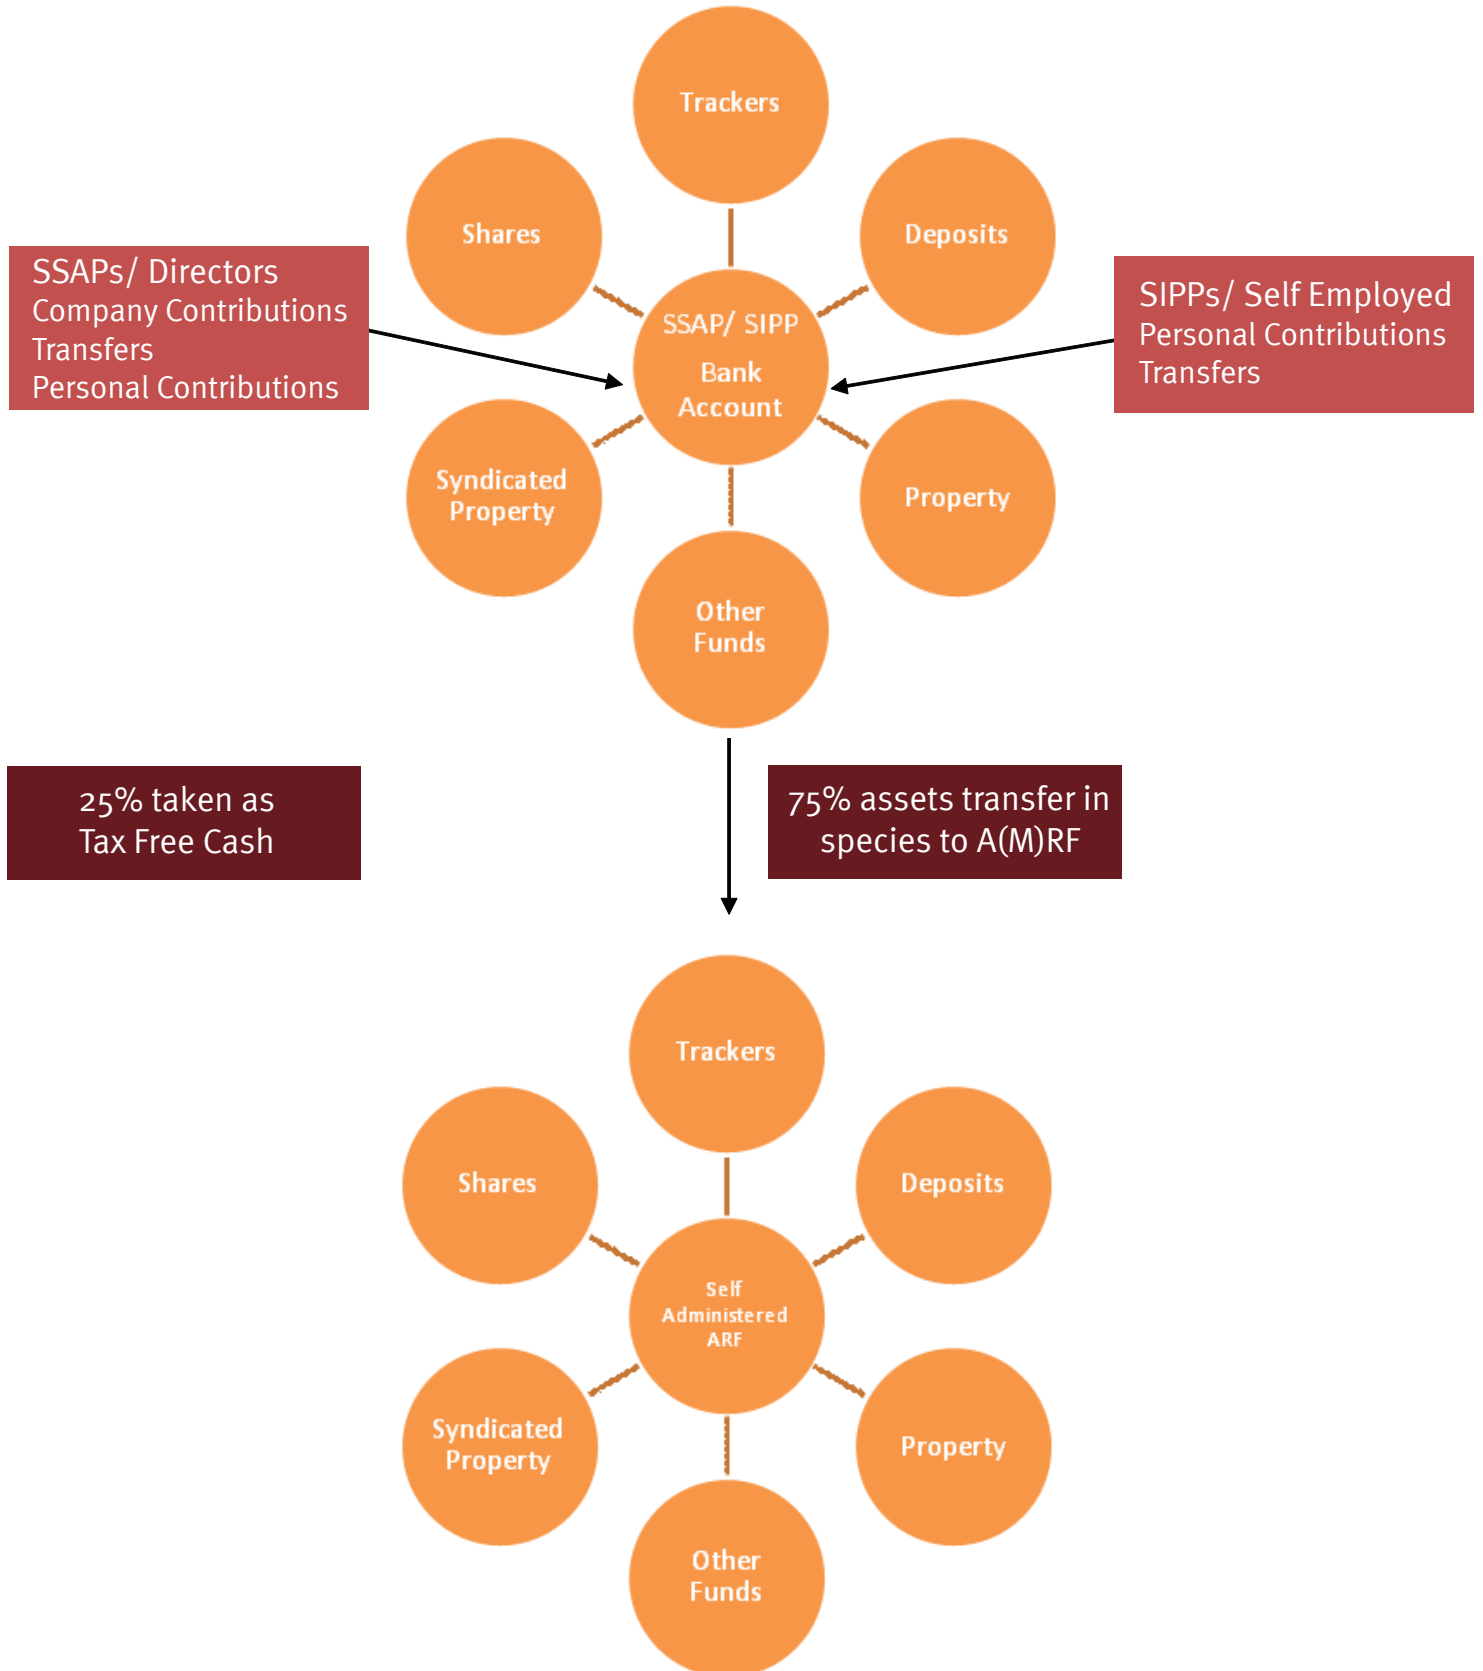 Trackers
Shares
Deposits
SSAPs/ Directors
Company Contributions
Transfers
Personal Contributions
SSAP/ SIPP
Bank
Account
SIPPs/ Self Employed
Personal Contributions
Transfers
Syndicated
Property
Property
Other
Funds
25% taken as
Tax Free Cash
75% assets transfer in
species to A(M)RF
Trackers
Shares
Deposits
Self
Administered
ARF
Syndicated
Property
Property
Other
Funds